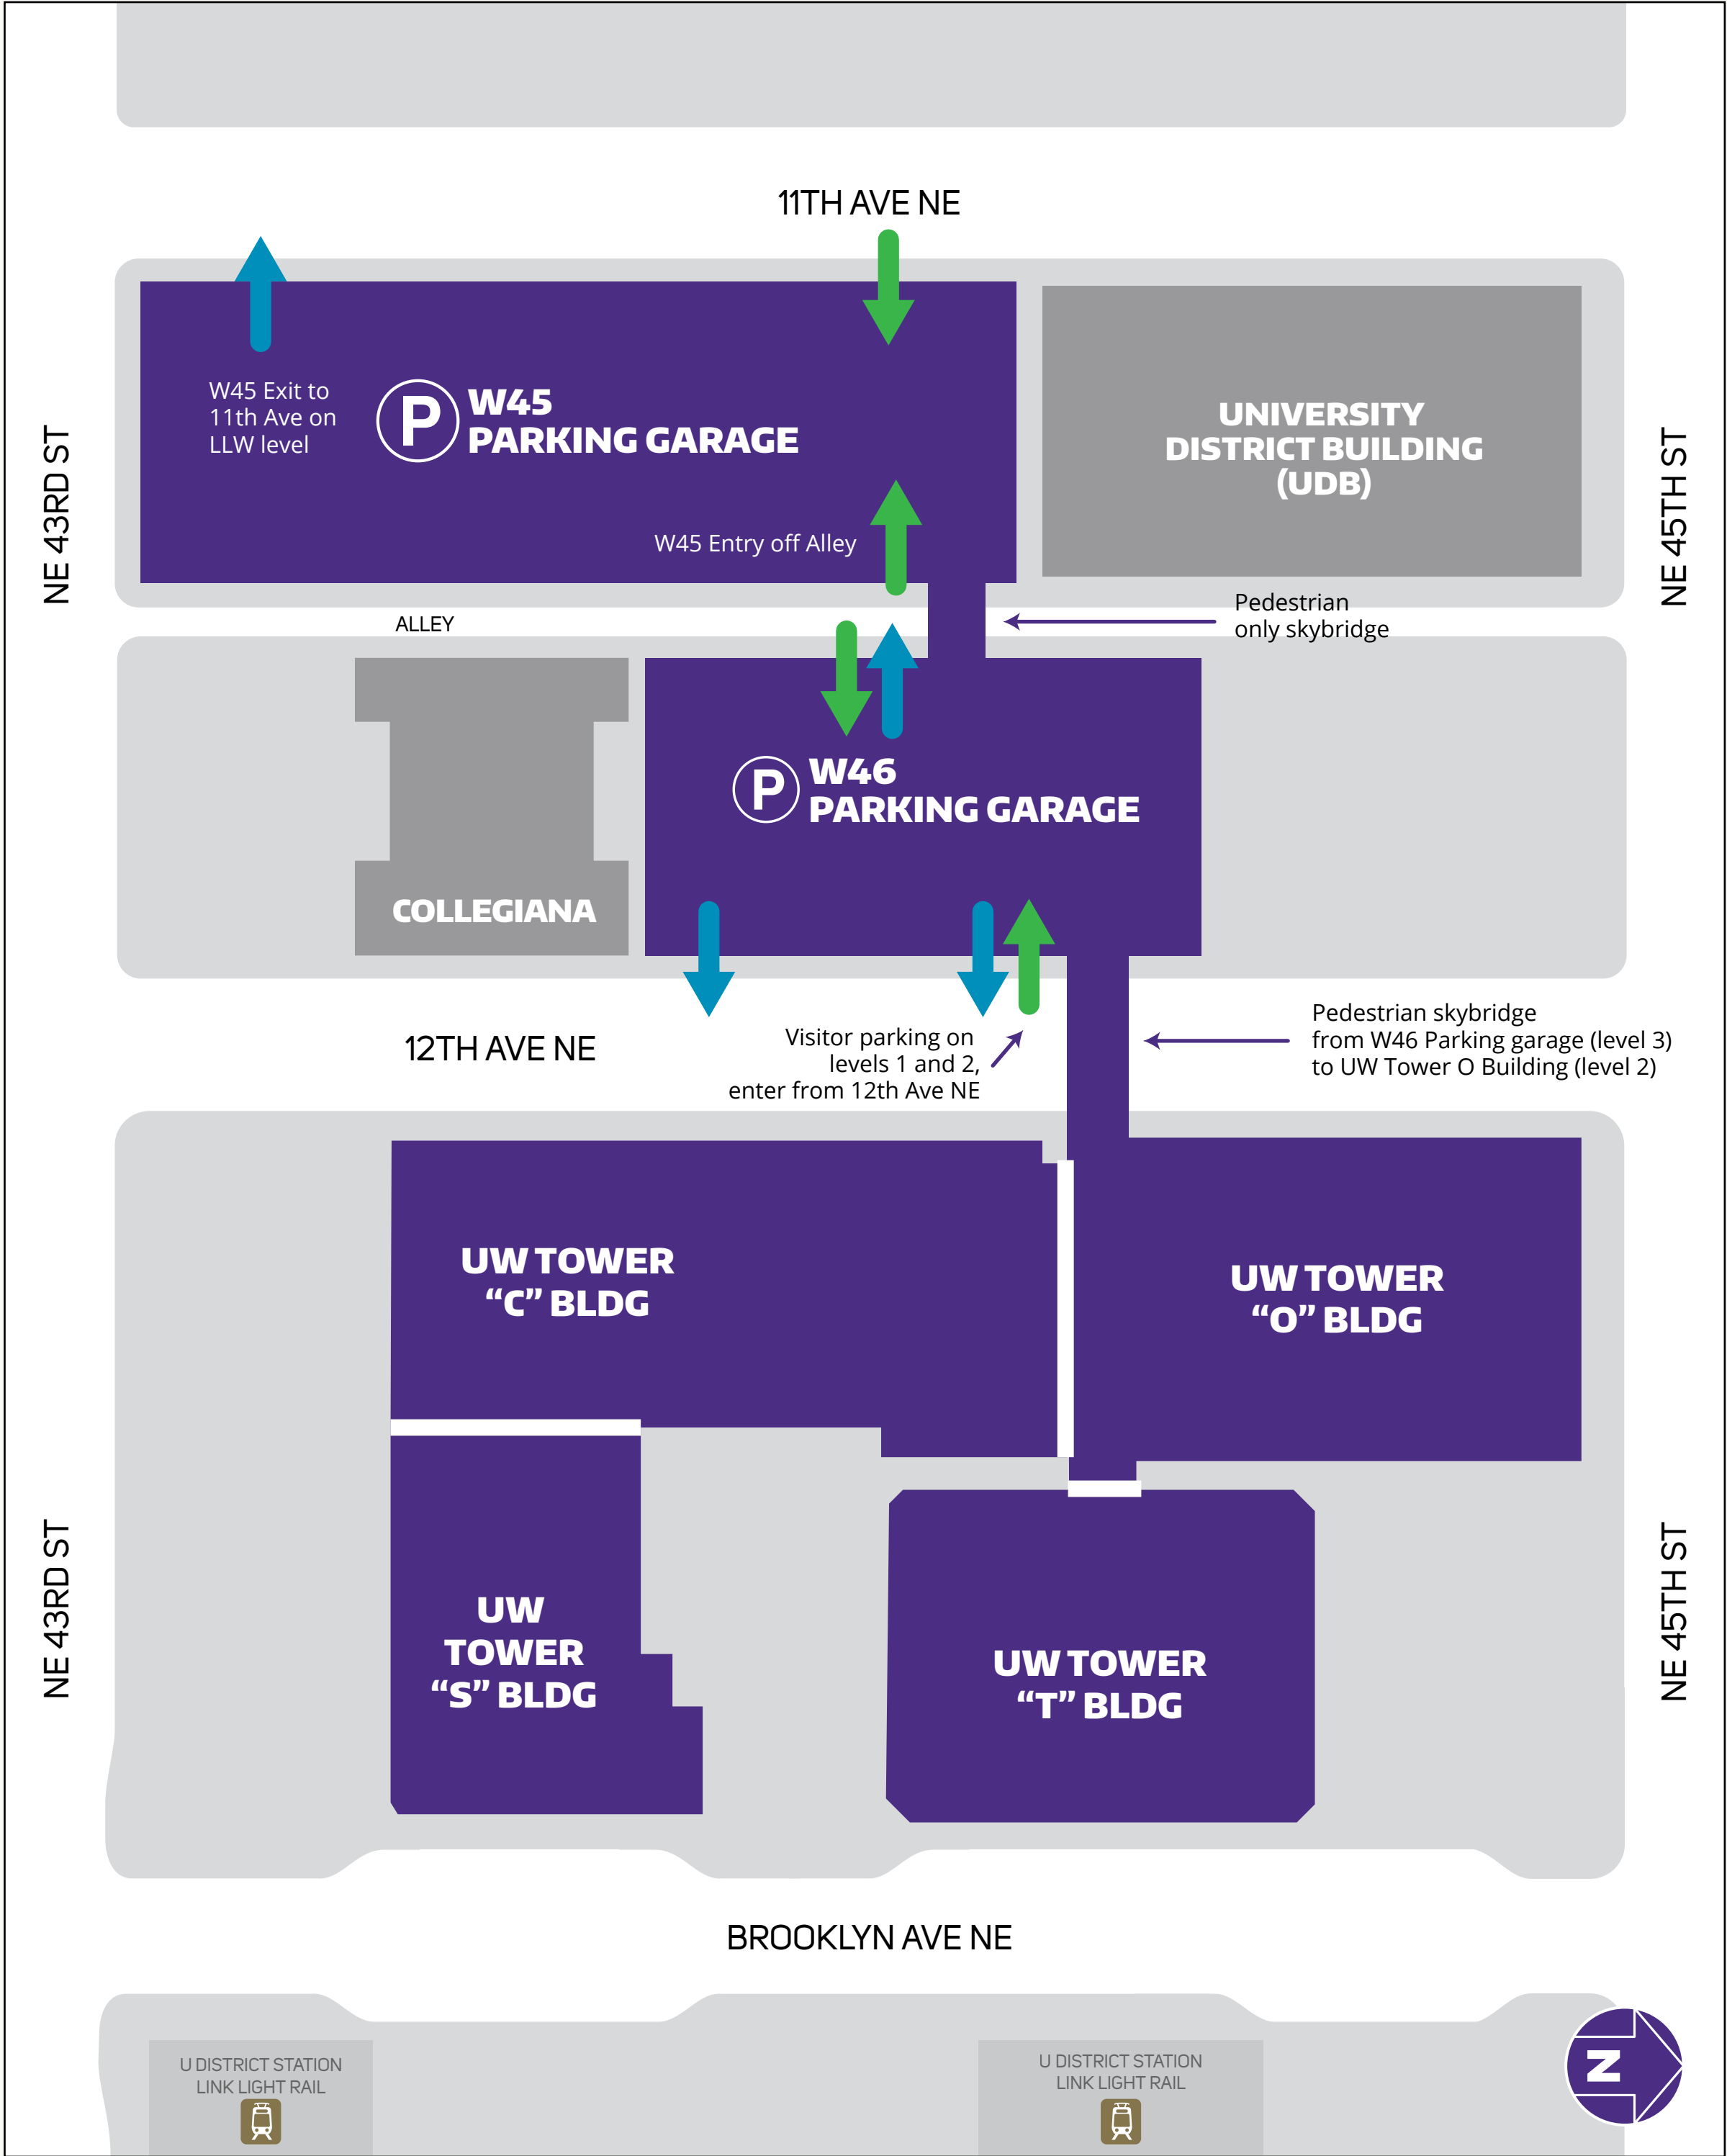 11TH AVE NE
W45 Exit to
11th Ave on
LLW level
P
W45
PARKING GARAGE
UNIVERSITY
DISTRICT BUILDING
(UDB)
NE 43RD ST
NE 45TH ST
W45 Entry off Alley
ALLEY
Pedestrian
only skybridge
P
W46
PARKING GARAGE
COLLEGIANA
12TH AVE NE
Visitor parking on
levels 1 and 2,
enter from 12th Ave NE
Pedestrian skybridge
from W46 Parking garage (level 3)
to UW Tower O Building (level 2)
UW TOWER
“C” BLDG
UW TOWER
“O” BLDG
NE 43RD ST
NE 45TH ST
UW
TOWER
“S” BLDG
UW TOWER
“T” BLDG
BROOKLYN AVE NE
U DISTRICT STATION
LINK LIGHT RAIL
U DISTRICT STATION
LINK LIGHT RAIL
N